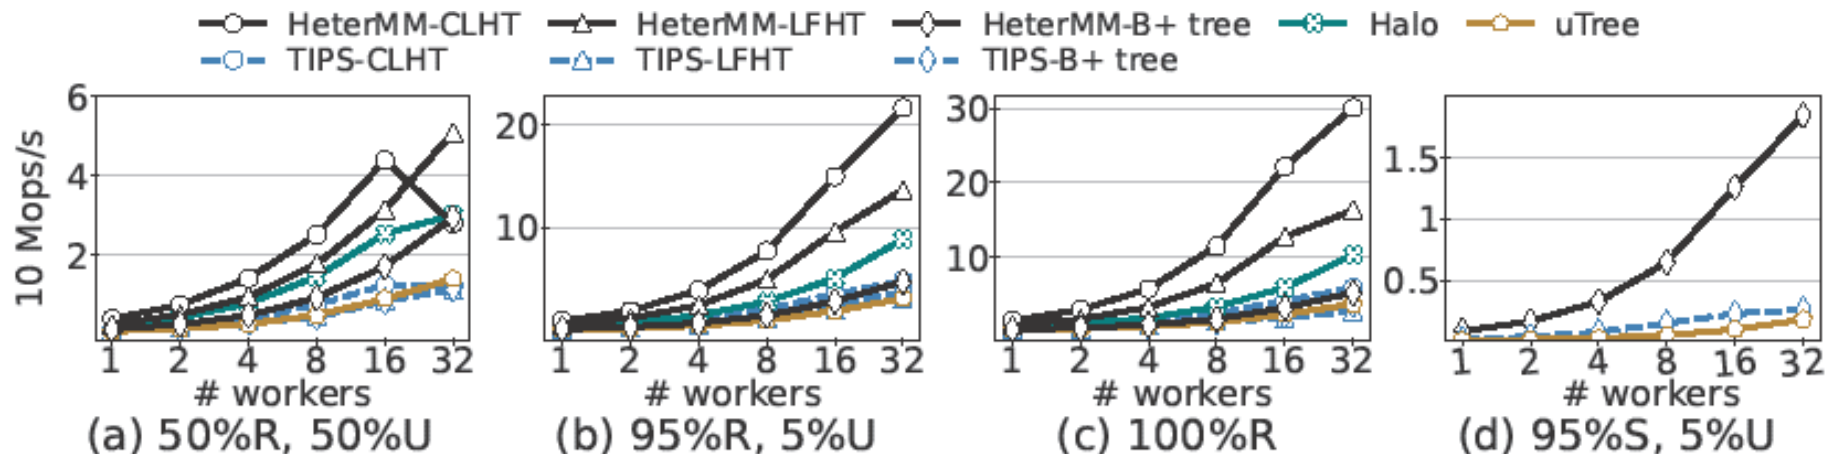 HeterMM-CLHT HeterMM-LFHT HeterMM-B+ tree Halo uTree
TIPS-CLHT TIPS-LFHT TIPS-B+ tree
10 Mops/s
6
4
2
1 2 4 8 16 32
# workers
(a) 50%R, 50%U
20
10
1 2 4 8 16 32
# workers
(b) 95%R, 5%U
30
20
10
1 2 4 8 16 32
# workers
(c) 100%R
1.5
1
0.5
1 2 4 8 16 32
# workers
(d) 95%S, 5%U